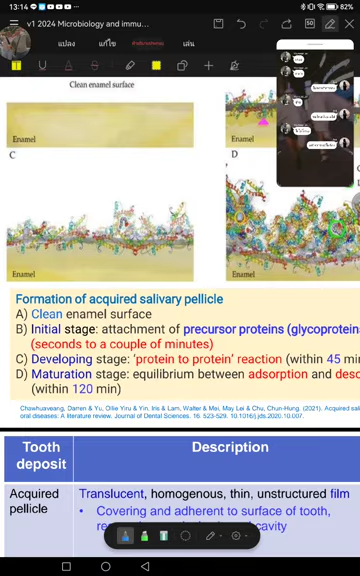 13:14
82%
v1 2024 Microbiology and immu...
50
แปลง
แก้ไข
เล่น
Clean enamel surface
Enamel
C
D
Enamel
Enamel
Formation of acquired salivary pellicle
A) Clean enamel surface
B) Initial stage: attachment of precursor proteins (glycoproteins
(seconds to a couple of minutes)
C) Developing stage: ‘protein to protein’ reaction (within 45 min
D) Maturation stage: equilibrium between adsorption and deso
(within 120 min)
Chawhuaveang, Darren & Yu, Ollie Yiru & Yin, Iris & Lam, Walter & Mei, May Lei & Chu, Chun-Hung. (2021). Acquired sali
oral diseases: A literature review. Journal of Dental Sciences. 16. 523-529. 10.1016/j.jds.2020.10.007.
Tooth deposit
Description
Acquired pellicle
Translucent, homogenous, thin, unstructured film
• Covering and adherent to surface of tooth,
cavity